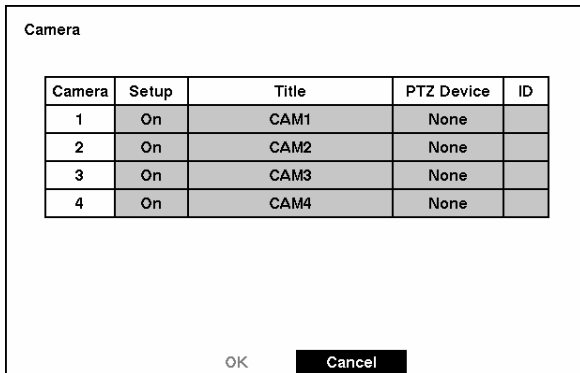 Camera
Camera Setup Title PTZ Device ID
1 On CAM1 None
2 On CAM2 None
3 On CAM3 None
4 On CAM4 None
OK Cancel